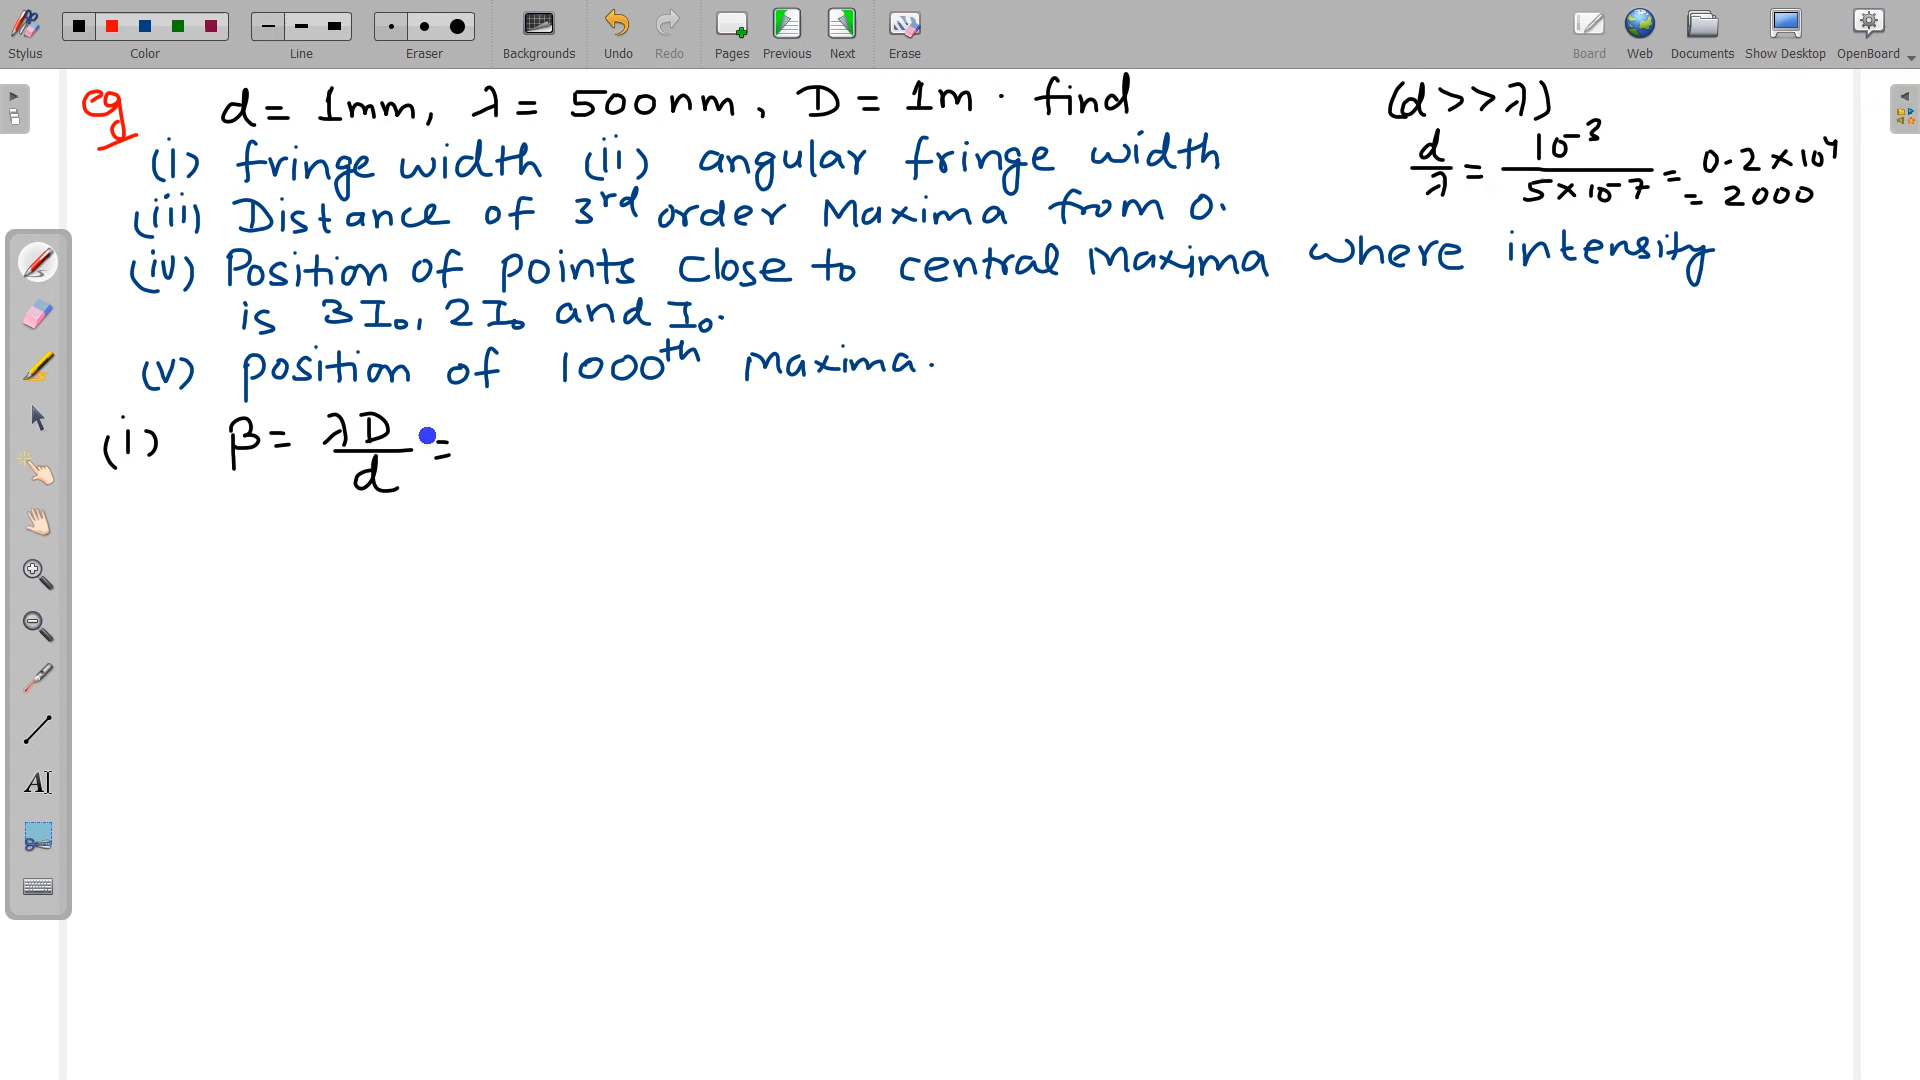 Stylus Color Line Eraser Backgrounds Undo Redo Pages Previous Next Erase Board Web Documents Show Desktop OpenBoard
eg d = 1mm, λ = 500nm, D = 1m. find
(i) fringe width (ii) angular fringe width
(iii) Distance of 3rd order Maxima from O.
(iv) Position of points close to central Maxima where intensity
is 3I₀, 2I₀ and I₀.
(v) position of 1000th Maxima.
(d >> λ)
d/λ = 10⁻³ / 5×10⁻⁷ = 0.2×10⁴
= 2000
(i) β = λD/d =
AI